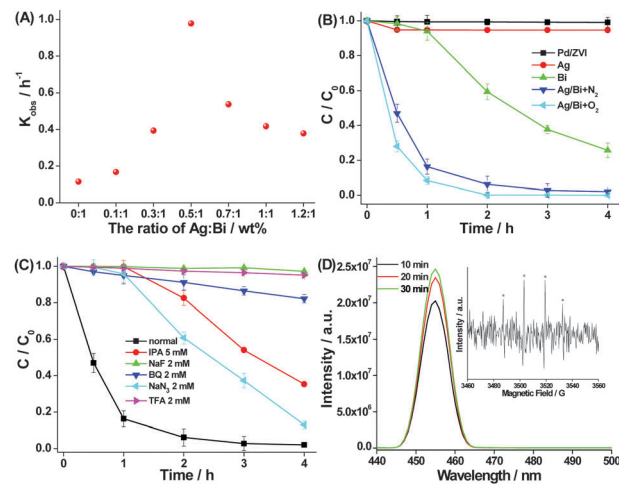 (A)
K_obs / h⁻¹
1.0
0.8
0.6
0.4
0.2
0.0
0:1 0.1:1 0.3:1 0.5:1 0.7:1 1:1 1.2:1
The ratio of Ag:Bi / wt%
(B)
C / C₀
1.0
0.8
0.6
0.4
0.2
0.0
Pd/ZVI
Ag
Bi
Ag/Bi+N₂
Ag/Bi+O₂
0 1 2 3 4
Time / h
(C)
C / C₀
1.0
0.8
0.6
0.4
0.2
0.0
normal
IPA 5 mM
NaF 2 mM
BQ 2 mM
NaN₃ 2 mM
TFA 2 mM
0 1 2 3 4
Time / h
(D)
Intensity / a.u.
2.5x10⁷
2.0x10⁷
1.5x10⁷
1.0x10⁷
5.0x10⁶
0.0
10 min
20 min
30 min
Intensity / a.u.
* * * *
3460 3480 3500 3520 3540 3560
Magnetic Field / G
440 450 460 470 480 490 500
Wavelength / nm